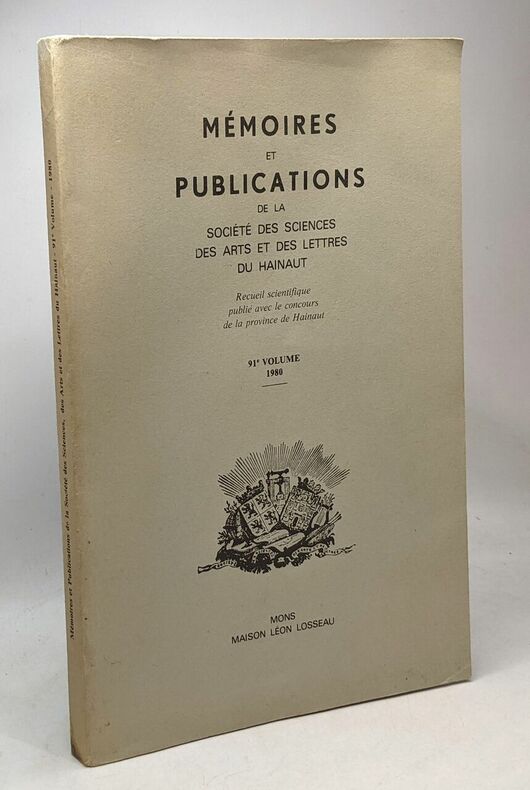 MÉMOIRES
ET
PUBLICATIONS
DE LA
SOCIÉTÉ DES SCIENCES
DES ARTS ET DES LETTRES
DU HAINAUT
Recueil scientifique
publié avec le concours
de la province de Hainaut
91e VOLUME
1980
MONS
MAISON LÉON LOSSEAU
Mémoires et Publications de la Société des Sciences, des Arts et des Lettres du Hainaut - 91e Volume - 1980